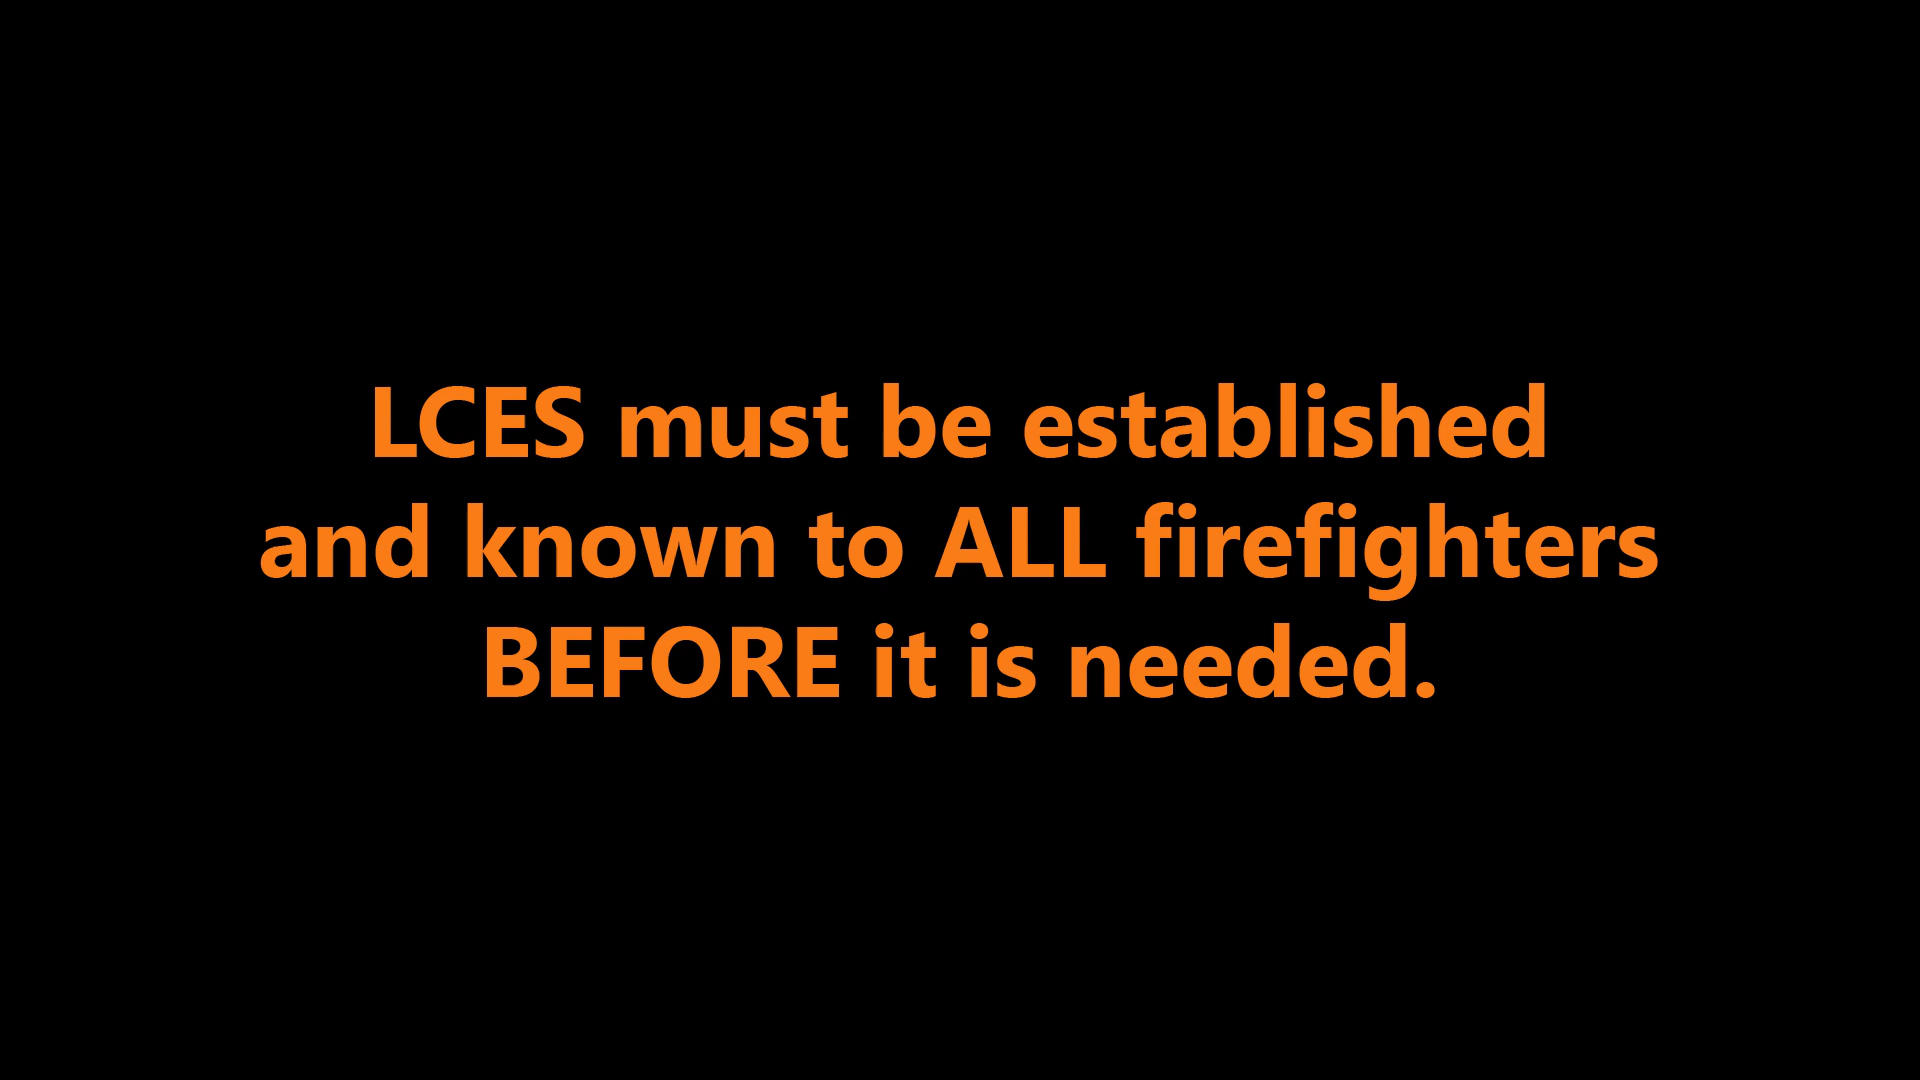 LCES must be established
and known to ALL firefighters
BEFORE it is needed.